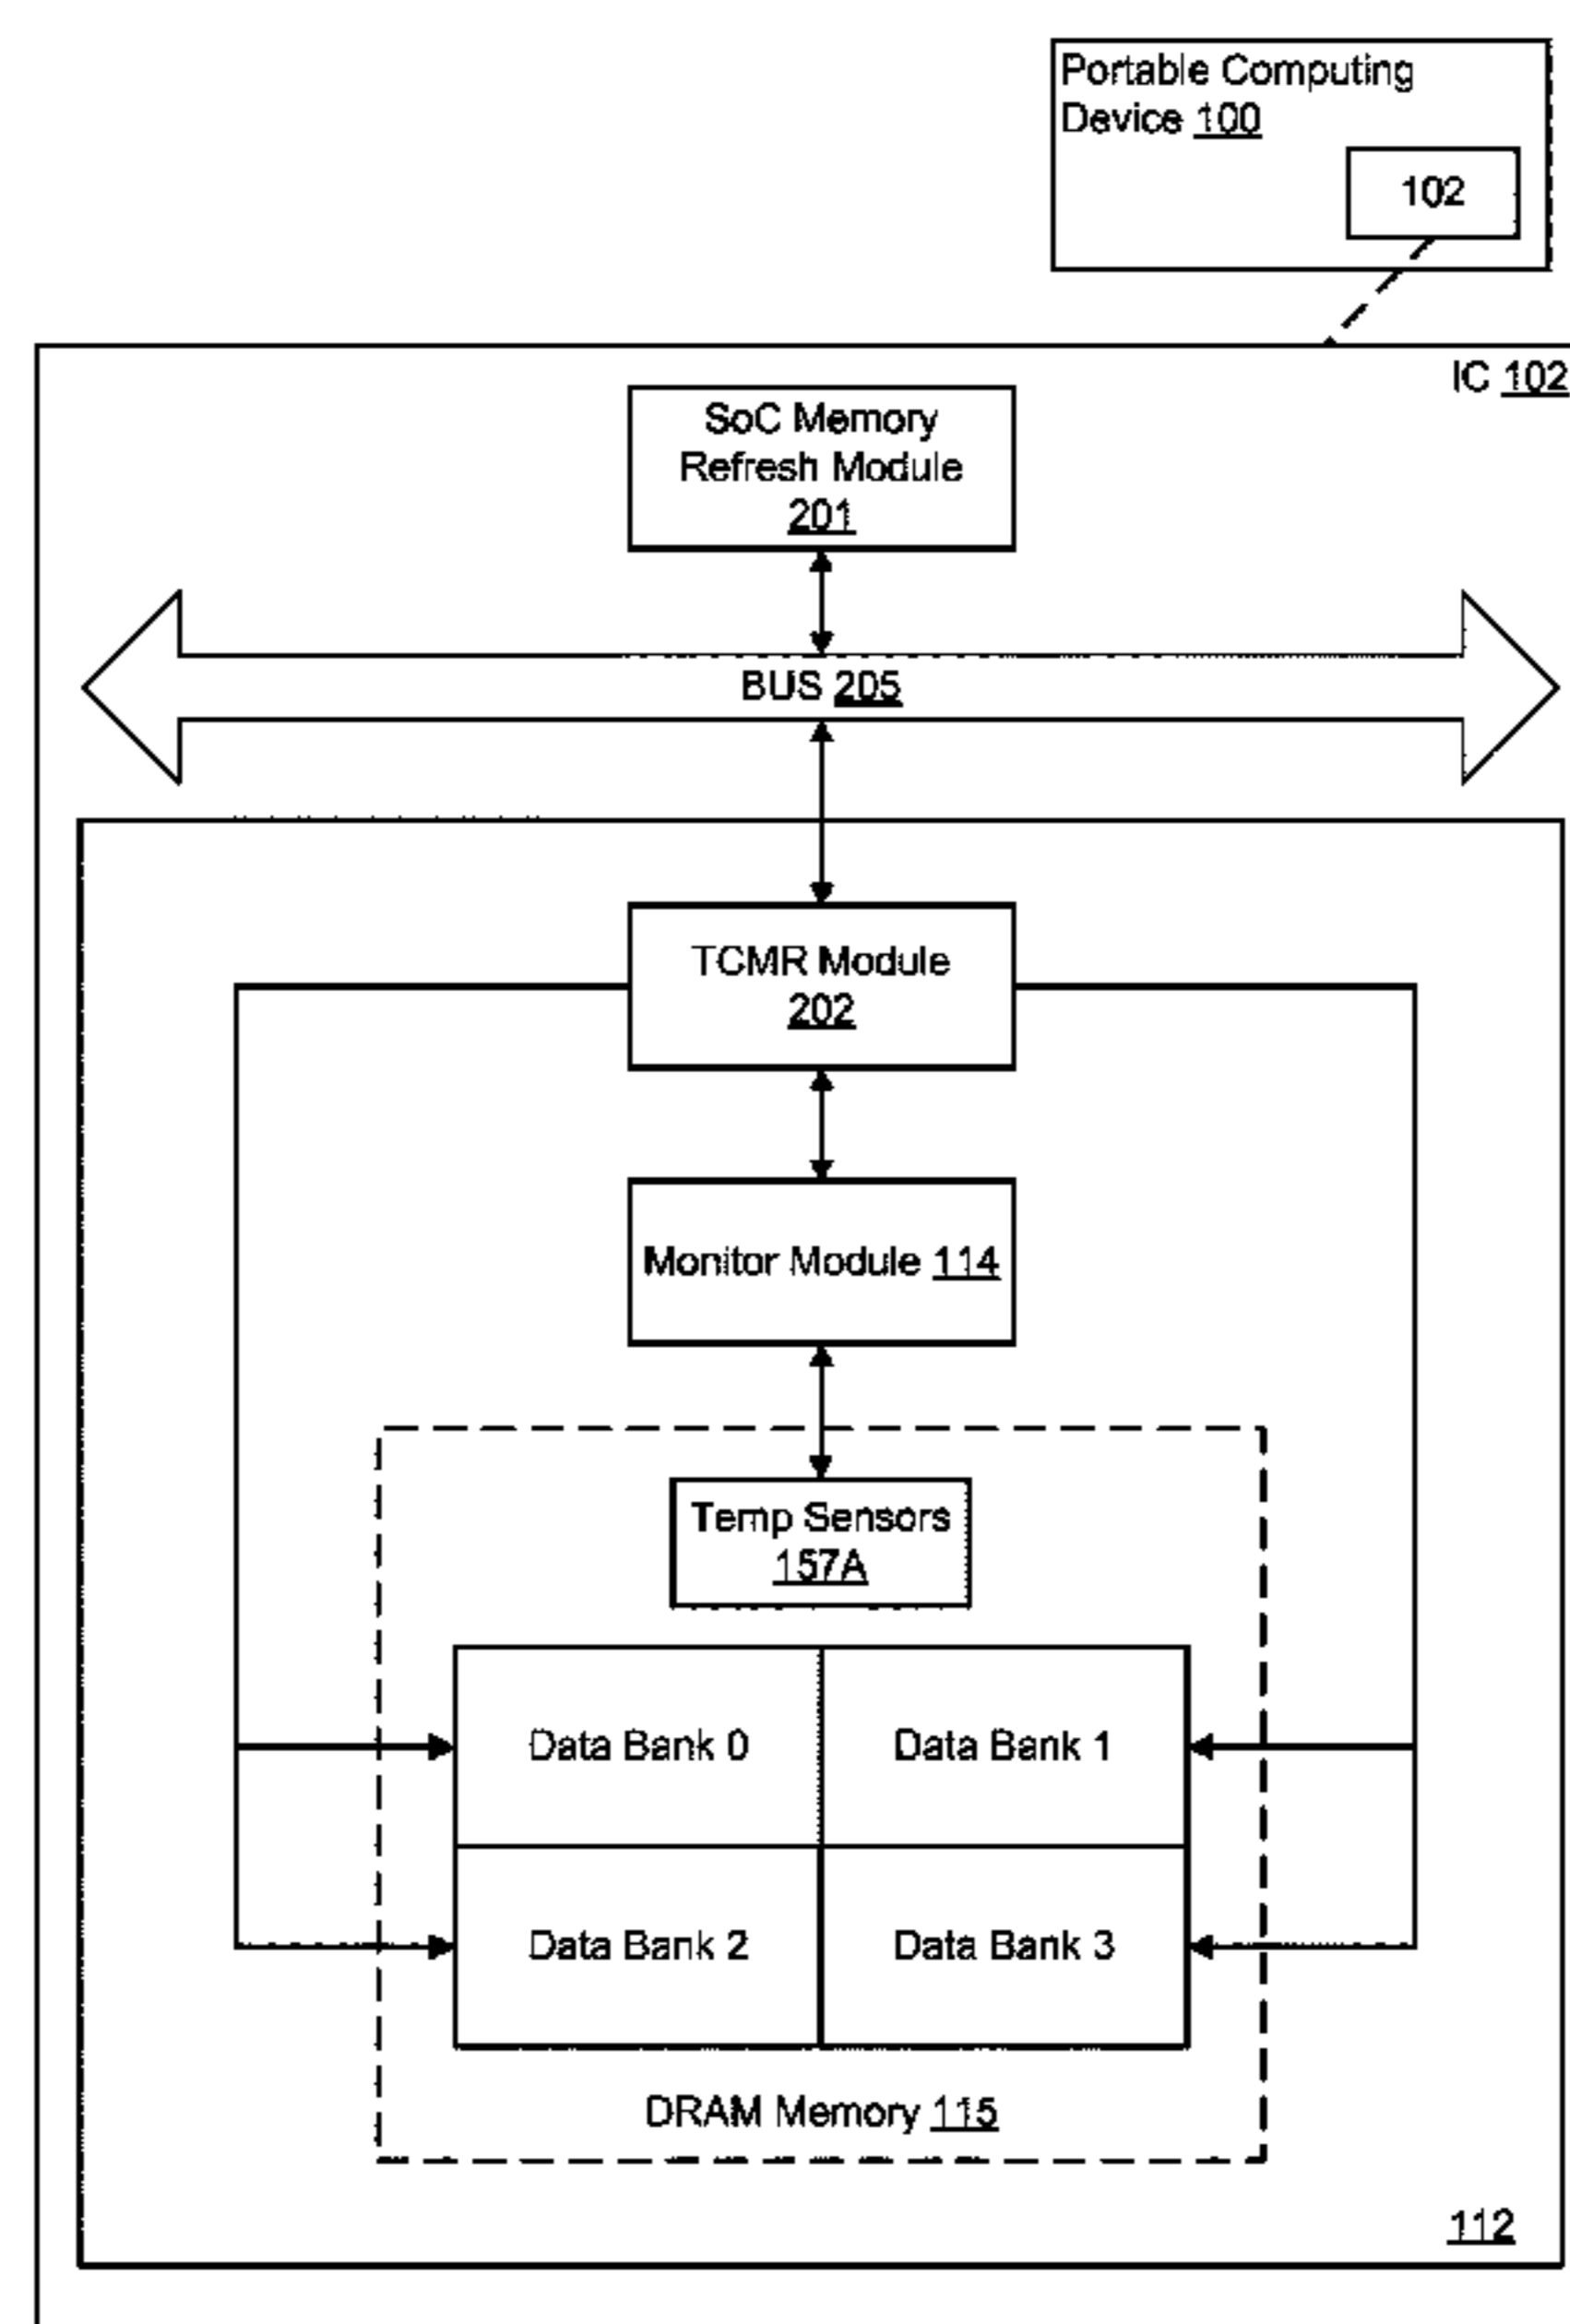 Portable Computing
Device 100
102
IC 102
SoC Memory
Refresh Module
201
BUS 205
TCMR Module
202
Monitor Module 114
Temp Sensors
157A
Data Bank 0
Data Bank 1
Data Bank 2
Data Bank 3
DRAM Memory 115
112